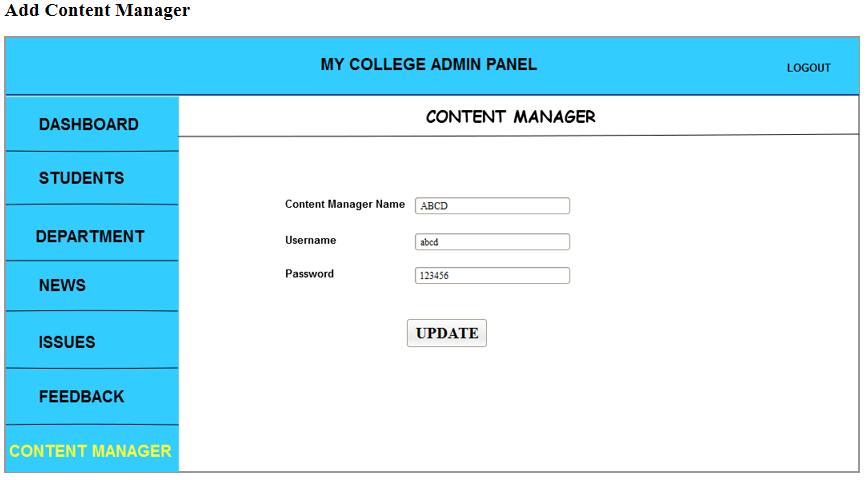 Add Content Manager
MY COLLEGE ADMIN PANEL
LOGOUT
DASHBOARD
STUDENTS
DEPARTMENT
NEWS
ISSUES
FEEDBACK
CONTENT MANAGER
CONTENT MANAGER
Content Manager Name ABCD
Username abcd
Password 123456
UPDATE